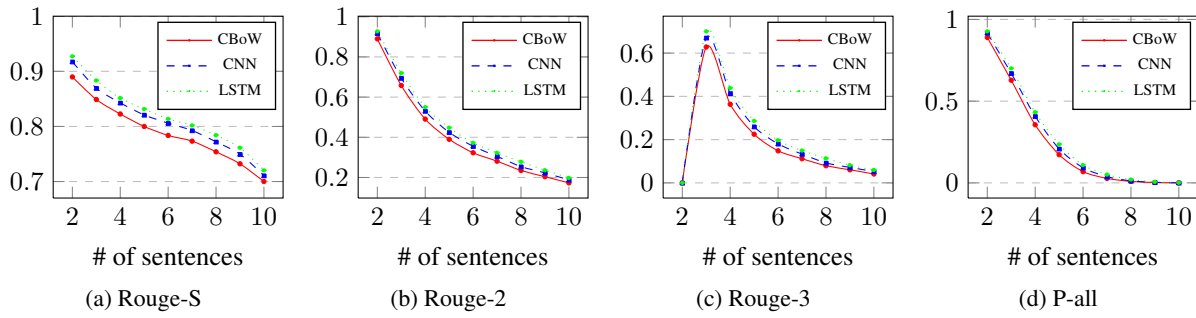 1
0.9
0.8
0.7
2 4 6 8 10
CBoW
CNN
LSTM
# of sentences
(a) Rouge-S
1
0.8
0.6
0.4
0.2
2 4 6 8 10
CBoW
CNN
LSTM
# of sentences
(b) Rouge-2
0.6
0.4
0.2
0
2 4 6 8 10
CBoW
CNN
LSTM
# of sentences
(c) Rouge-3
1
0.5
0
2 4 6 8 10
CBoW
CNN
LSTM
# of sentences
(d) P-all